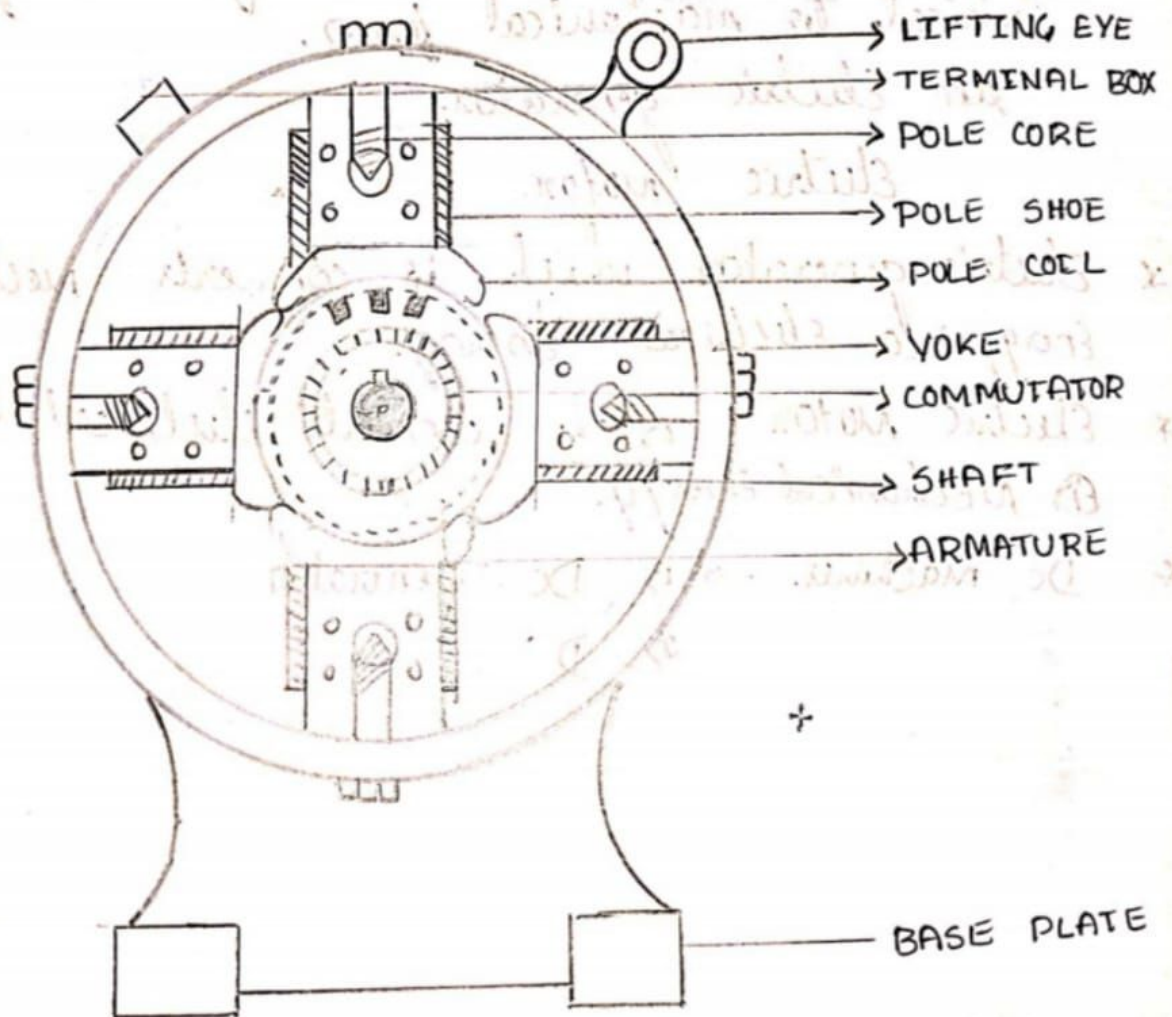 LIFTING EYE
TERMINAL BOX
POLE CORE
POLE SHOE
POLE COIL
YOKE
COMMUTATOR
SHAFT
ARMATURE
BASE PLATE